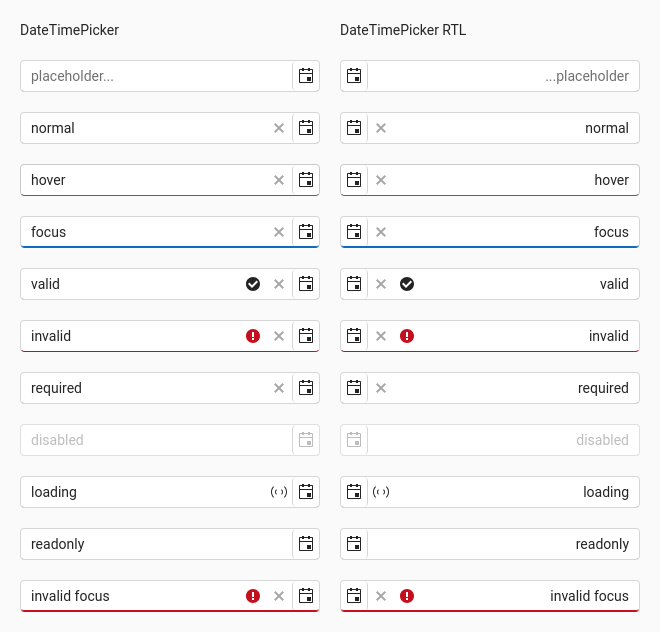 DateTimePicker
placeholder...
normal
hover
focus
valid
invalid
required
disabled
loading
readonly
invalid focus
DateTimePicker RTL
...placeholder
normal
hover
focus
valid
invalid
required
disabled
loading
readonly
invalid focus